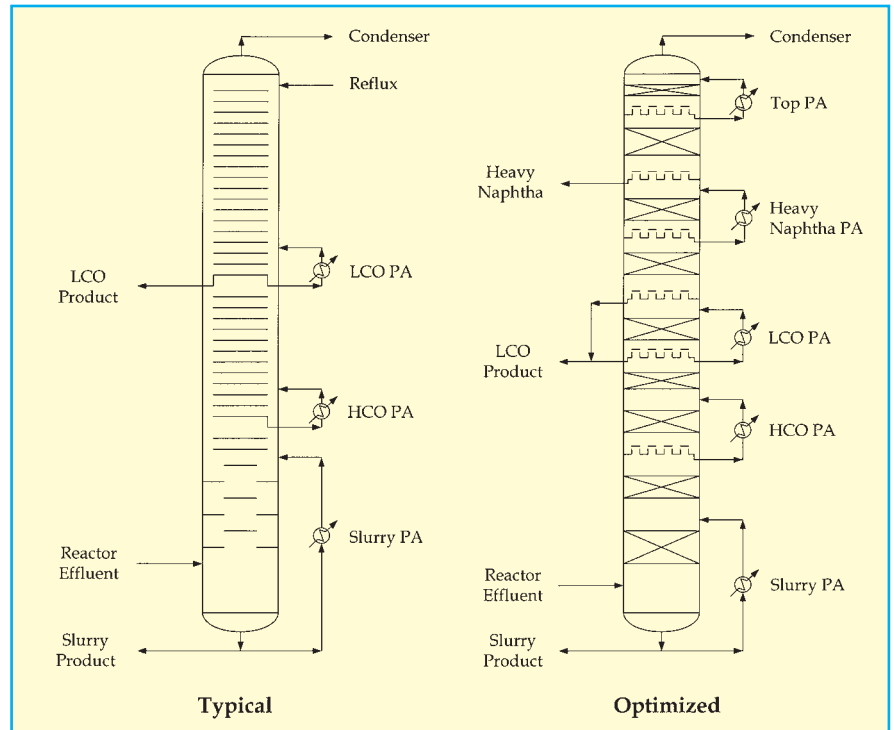 Condenser
Reflux
LCO PA
LCO
Product
HCO PA
Slurry PA
Reactor
Effluent
Slurry
Product
Typical
Condenser
Top PA
Heavy
Naphtha
Heavy
Naphtha PA
LCO PA
LCO
Product
HCO PA
Reactor
Effluent
Slurry PA
Slurry
Product
Optimized